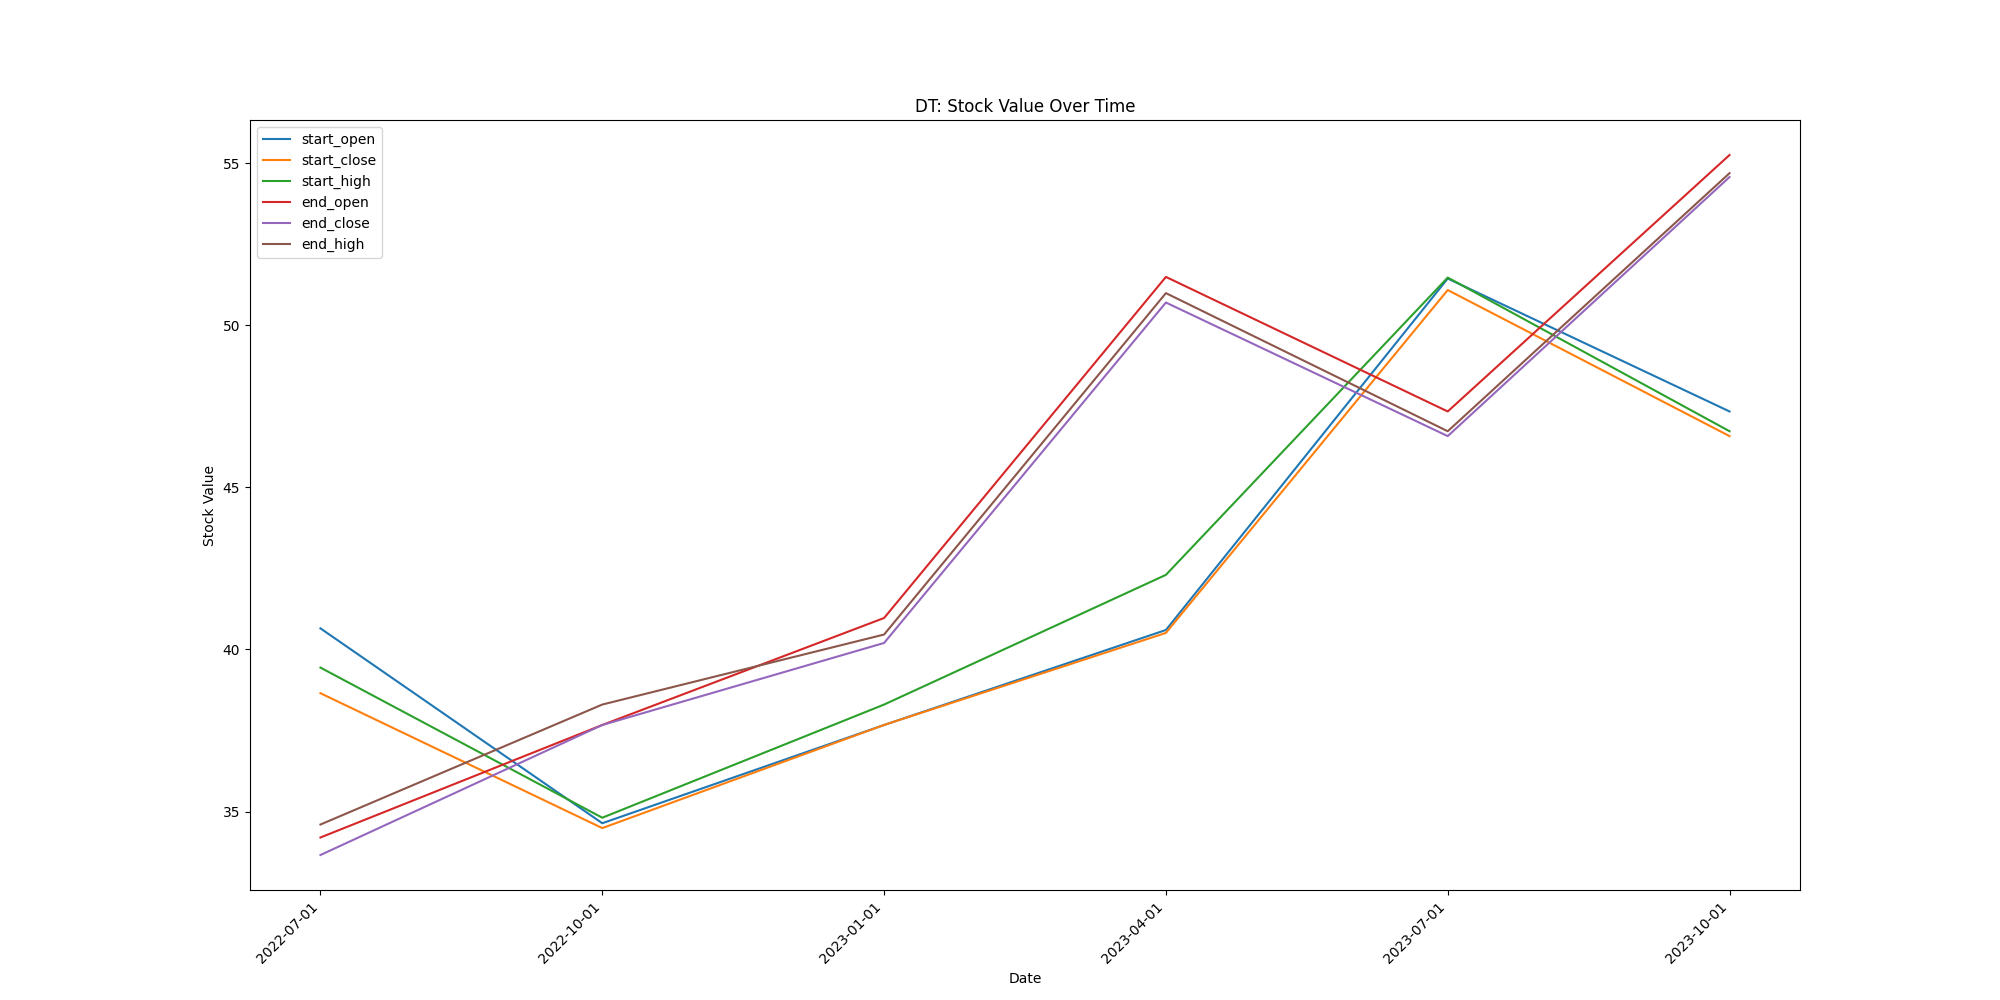 DT: Stock Value Over Time
start_open
start_close
start_high
end_open
end_close
end_high
55
50
45
40
35
Stock Value
2022-07-01
2022-10-01
2023-01-01
2023-04-01
2023-07-01
2023-10-01
Date